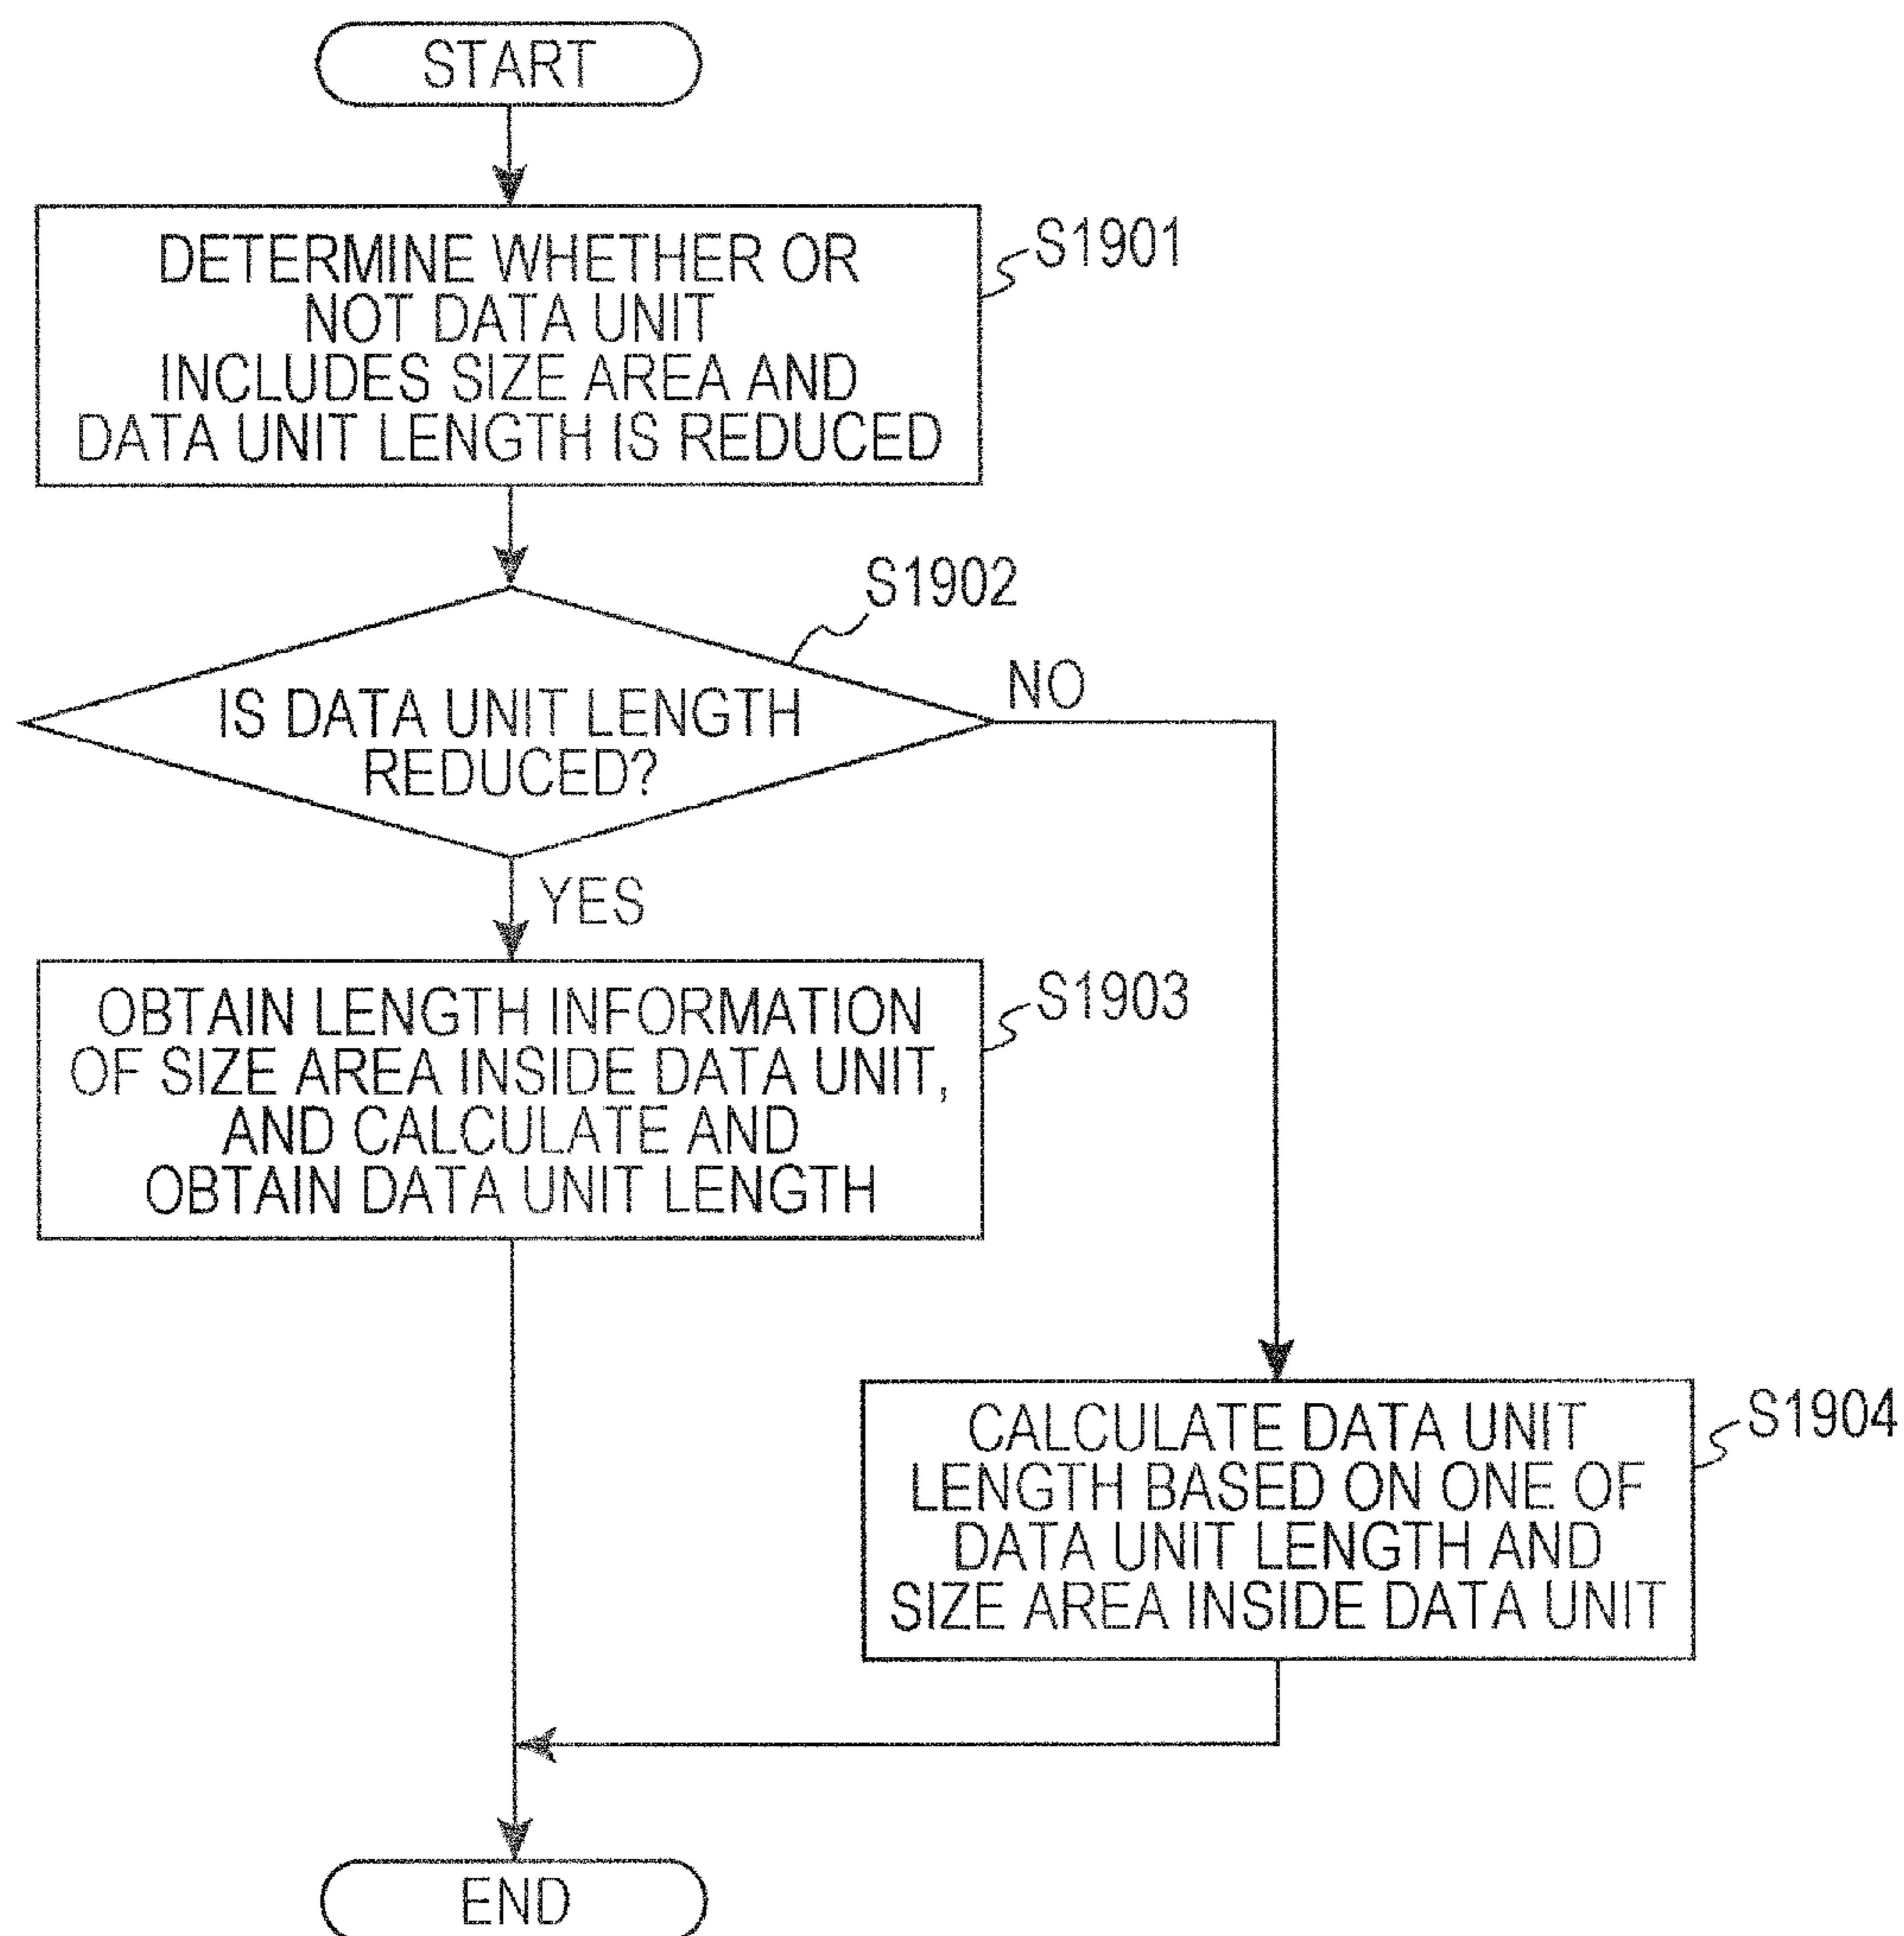 START
DETERMINE WHETHER OR
NOT DATA UNIT
INCLUDES SIZE AREA AND
DATA UNIT LENGTH IS REDUCED
S1901
S1902
IS DATA UNIT LENGTH
REDUCED?
NO
YES
OBTAIN LENGTH INFORMATION
OF SIZE AREA INSIDE DATA UNIT,
AND CALCULATE AND
OBTAIN DATA UNIT LENGTH
S1903
CALCULATE DATA UNIT
LENGTH BASED ON ONE OF
DATA UNIT LENGTH AND
SIZE AREA INSIDE DATA UNIT
S1904
END